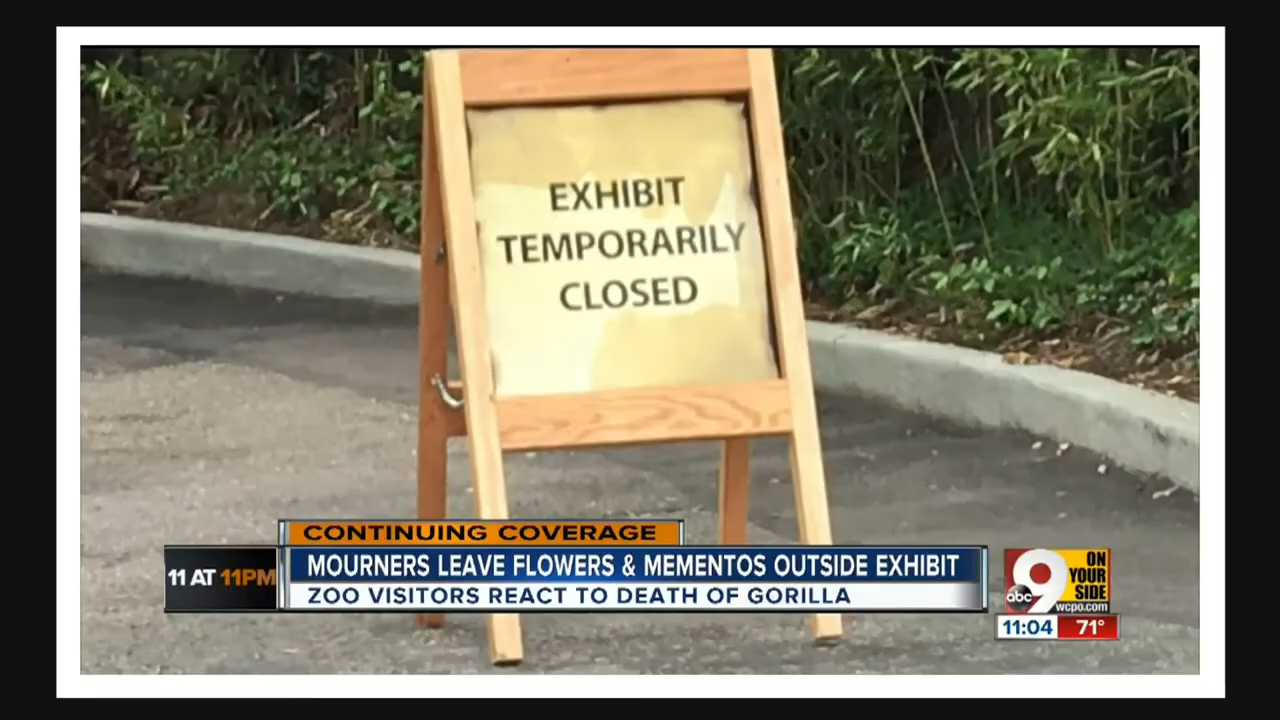 EXHIBIT
TEMPORARILY
CLOSED
CONTINUING COVERAGE
11 AT 11PM
MOURNERS LEAVE FLOWERS & MEMENTOS OUTSIDE EXHIBIT
ZOO VISITORS REACT TO DEATH OF GORILLA
abc 9
ON
YOUR
SIDE
wcpo.com
11:04 71°